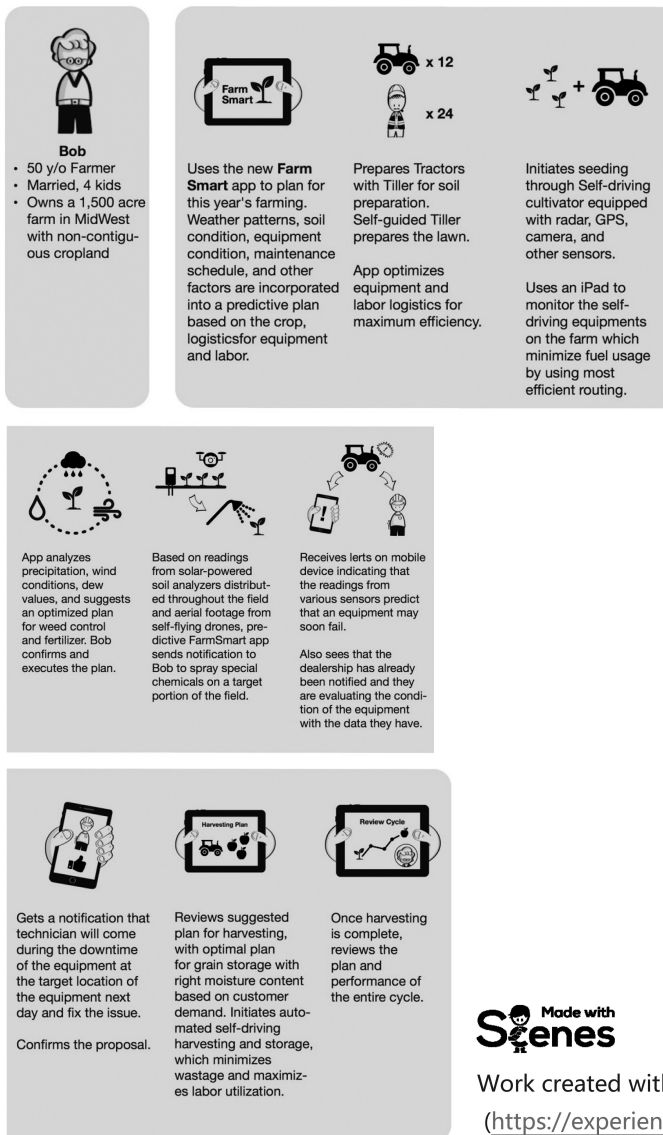 Bob
• 50 y/o Farmer
• Married, 4 kids
• Owns a 1,500 acre
farm in MidWest
with non-contigu-
ous cropland
Farm
Smart
Uses the new Farm
Smart app to plan for
this year's farming.
Weather patterns, soil
condition, equipment
condition, maintenance
schedule, and other
factors are incorporated
into a predictive plan
based on the crop,
logisticsfor equipment
and labor.
x 12
x 24
Prepares Tractors
with Tiller for soil
preparation.
Self-guided Tiller
prepares the lawn.
App optimizes
equipment and
labor logistics for
maximum efficiency.
+
Initiates seeding
through Self-driving
cultivator equipped
with radar, GPS,
camera, and
other sensors.
Uses an iPad to
monitor the self-
driving equipments
on the farm which
minimize fuel usage
by using most
efficient routing.
App analyzes
precipitation, wind
conditions, dew
values, and suggests
an optimized plan
for weed control
and fertilizer. Bob
confirms and
executes the plan.
Based on readings
from solar-powered
soil analyzers distribut-
ed throughout the field
and aerial footage from
self-flying drones, pre-
dictive FarmSmart app
sends notification to
Bob to spray special
chemicals on a target
portion of the field.
!
Receives lerts on mobile
device indicating that
the readings from
various sensors predict
that an equipment may
soon fail.
Also sees that the
dealership has already
been notified and they
are evaluating the condi-
tion of the equipment
with the data they have.
Gets a notification that
technician will come
during the downtime
of the equipment at
the target location of
the equipment next
day and fix the issue.
Confirms the proposal.
Harvesting Plan
Reviews suggested
plan for harvesting,
with optimal plan
for grain storage with
right moisture content
based on customer
demand. Initiates auto-
mated self-driving
harvesting and storage,
which minimizes
wastage and maximiz-
es labor utilization.
Review Cycle
Once harvesting
is complete,
reviews the
plan and
performance of
the entire cycle.
Made with
Scenes
Work created with
(https://experien